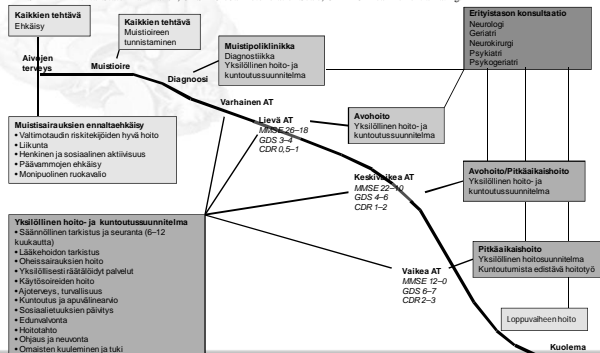 Kaikkien tehtävä
Ehkäisy
Kaikkien tehtävä
Muistioireen
tunnistaminen
Muistipoliklinikka
Diagnostiikka
Yksilöllinen hoito- ja
kuntoutussuunnitelma
Erityistason konsultaatio
Neurologi
Geriatri
Neurokirurgi
Psykiatri
Psykogeriatri
Aivojen
terveys
Muistioire
Diagnoosi
Varhainen AT
Muistisairauksien ennaltaehkäisy
• Valtimotaudin riskitekijöiden hyvä hoito
• Liikunta
• Henkinen ja sosiaalinen aktiivisuus
• Päävammojen ehkäisy
• Monipuolinen ruokavalio
Lievä AT
MMSE 26–18
GDS 3–4
CDR 0,5–1
Avohoito
Yksilöllinen hoito- ja
kuntoutussuunnitelma
Keskivaikea AT
MMSE 22–10
GDS 4–6
CDR 1–2
Avohoito/Pitkäaikaishoito
Yksilöllinen hoito- ja
kuntoutussuunnitelma
Yksilöllinen hoito- ja kuntoutussuunnitelma
• Säännöllinen tarkistus ja seuranta (6–12
kuukautta)
• Lääkehoidon tarkistus
• Oheissairauksien hoito
• Yksilöllisesti räätälöidyt palvelut
• Käytösoireiden hoito
• Ajoterveys, turvallisuus
• Kuntoutus ja apuvälinearvio
• Sosiaalietuuksien päivitys
• Edunvalvonta
• Hoitotahto
• Ohjaus ja neuvonta
• Omaisten kuuleminen ja tuki
Vaikea AT
MMSE 12–0
GDS 6–7
CDR 2–3
Pitkäaikaishoito
Yksilöllinen hoitosuunnitelma
Kuntoutumista edistävä hoitotyö
Loppuvaiheen hoito
Kuolema